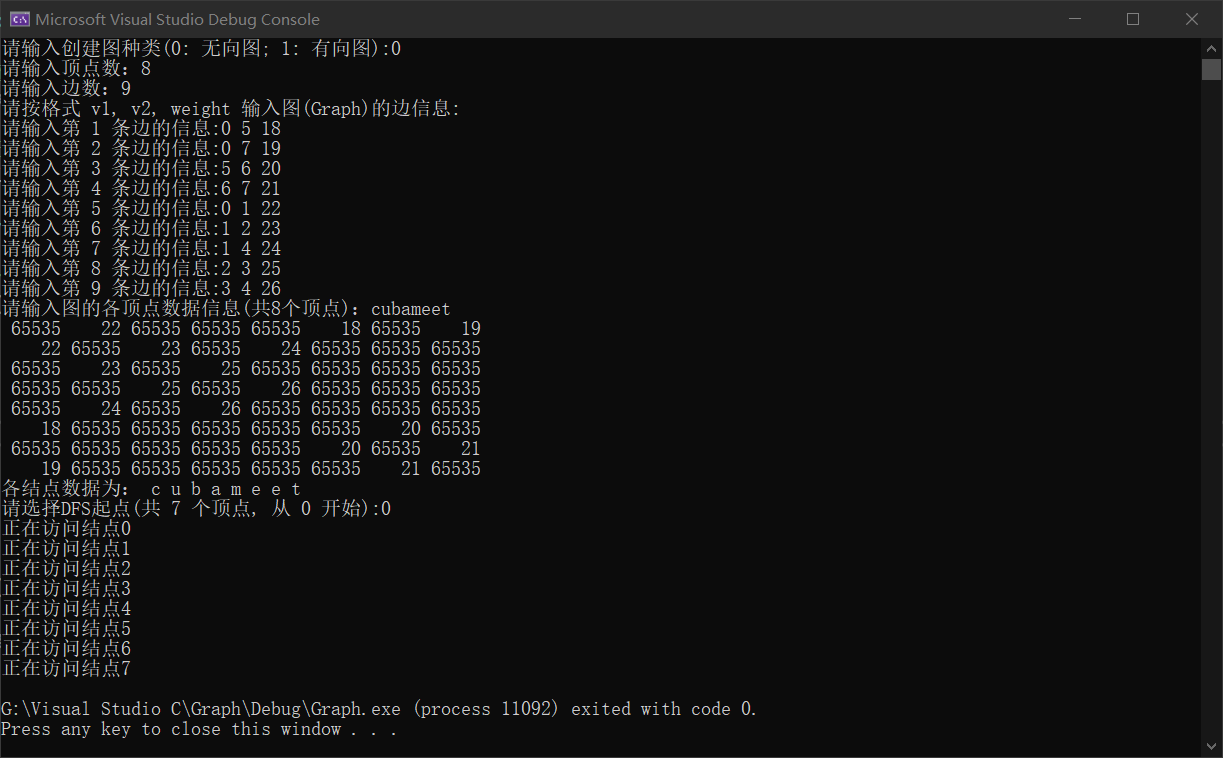 Microsoft Visual Studio Debug Console
请输入创建图种类(0: 无向图; 1: 有向图):0
请输入顶点数: 8
请输入边数: 9
请按格式 v1, v2, weight 输入图(Graph)的边信息:
请输入第 1 条边的信息:0 5 18
请输入第 2 条边的信息:0 7 19
请输入第 3 条边的信息:5 6 20
请输入第 4 条边的信息:6 7 21
请输入第 5 条边的信息:0 1 22
请输入第 6 条边的信息:1 2 23
请输入第 7 条边的信息:1 4 24
请输入第 8 条边的信息:2 3 25
请输入第 9 条边的信息:3 4 26
请输入图的各顶点数据信息(共8个顶点): cubameet
65535 22 65535 65535 65535 18 65535 19
22 65535 23 65535 24 65535 65535 65535
65535 23 65535 25 65535 65535 65535 65535
65535 65535 25 65535 26 65535 65535 65535
65535 24 65535 26 65535 65535 65535 65535
18 65535 65535 65535 65535 65535 20 65535
65535 65535 65535 65535 65535 20 65535 21
19 65535 65535 65535 65535 65535 21 65535
各结点数据为: c u b a m e e t
请选择DFS起点(共 7 个顶点, 从 0 开始):0
正在访问结点0
正在访问结点1
正在访问结点2
正在访问结点3
正在访问结点4
正在访问结点5
正在访问结点6
正在访问结点7
G:\Visual Studio C\Graph\Debug\Graph.exe (process 11092) exited with code 0.
Press any key to close this window . . .